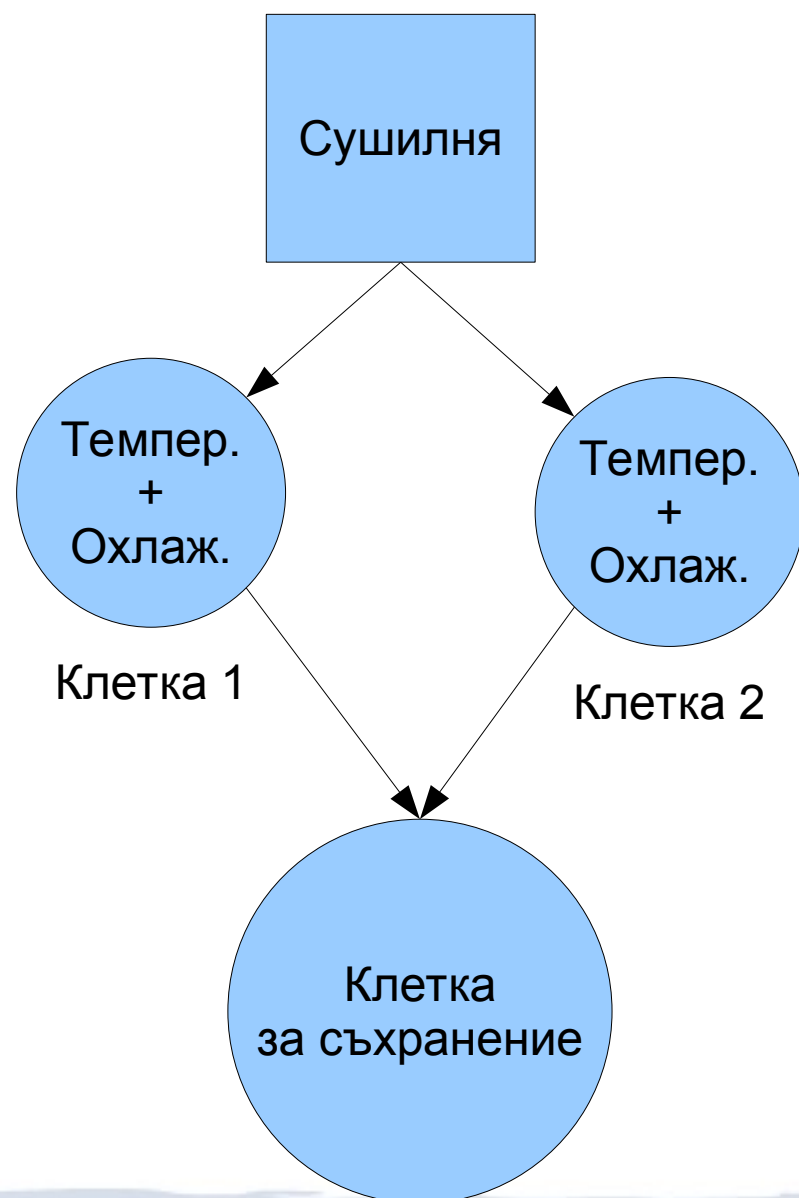 Сушилня
Темпер.
+
Охлаж.
Темпер.
+
Охлаж.
Клетка 1
Клетка 2
Клетка
за съхранение